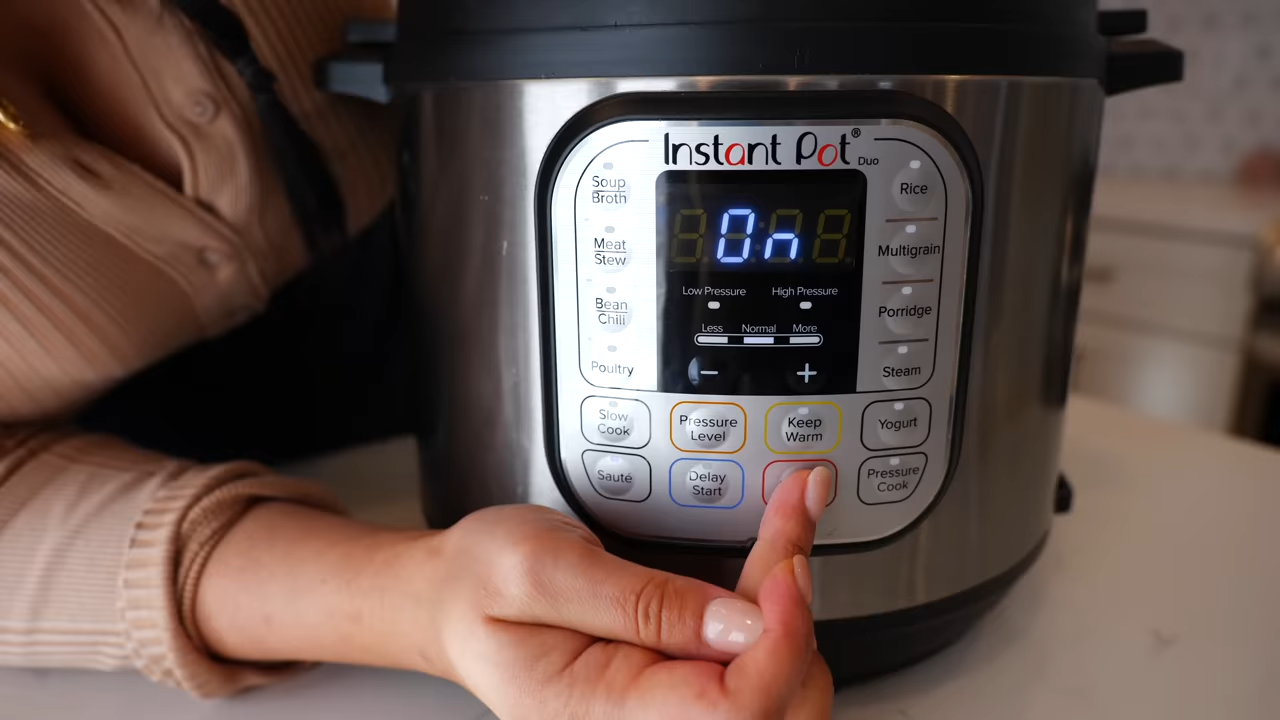 Instant Pot® Duo
Soup
Broth
Meat
Stew
Bean
Chili
Poultry
On
Low Pressure High Pressure
Less Normal More
− +
Rice
Multigrain
Porridge
Steam
Slow
Cook
Pressure
Level
Keep
Warm
Yogurt
Sauté
Delay
Start
Pressure
Cook